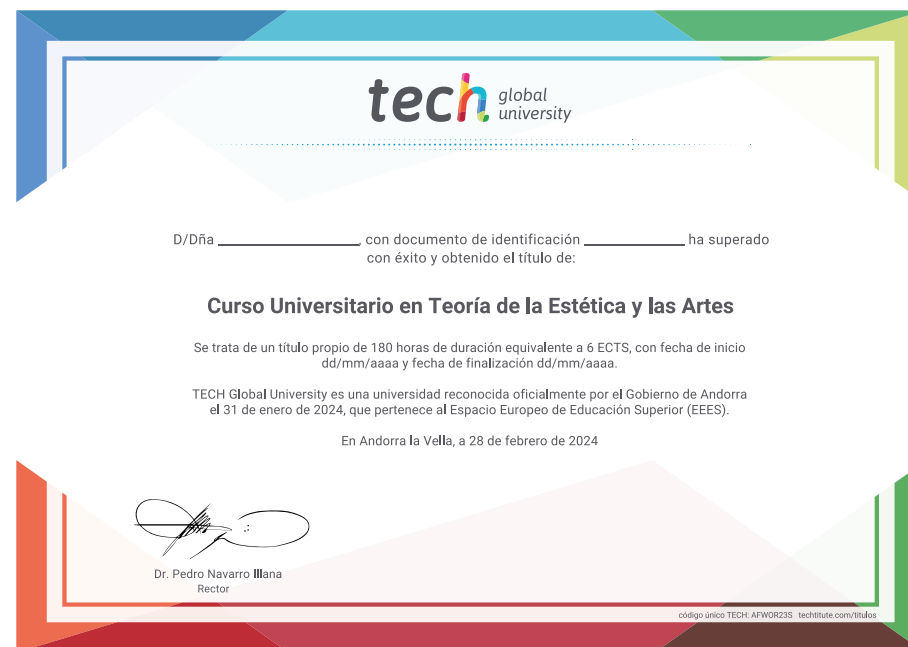 tech global university
D/Dña ____________________, con documento de identificación ______________ ha superado
con éxito y obtenido el título de:
Curso Universitario en Teoría de la Estética y las Artes
Se trata de un título propio de 180 horas de duración equivalente a 6 ECTS, con fecha de inicio
dd/mm/aaaa y fecha de finalización dd/mm/aaaa.
TECH Global University es una universidad reconocida oficialmente por el Gobierno de Andorra
el 31 de enero de 2024, que pertenece al Espacio Europeo de Educación Superior (EEES).
En Andorra la Vella, a 28 de febrero de 2024
Dr. Pedro Navarro Illana
Rector
código único TECH: AFWOR23S techtitute.com/titulos